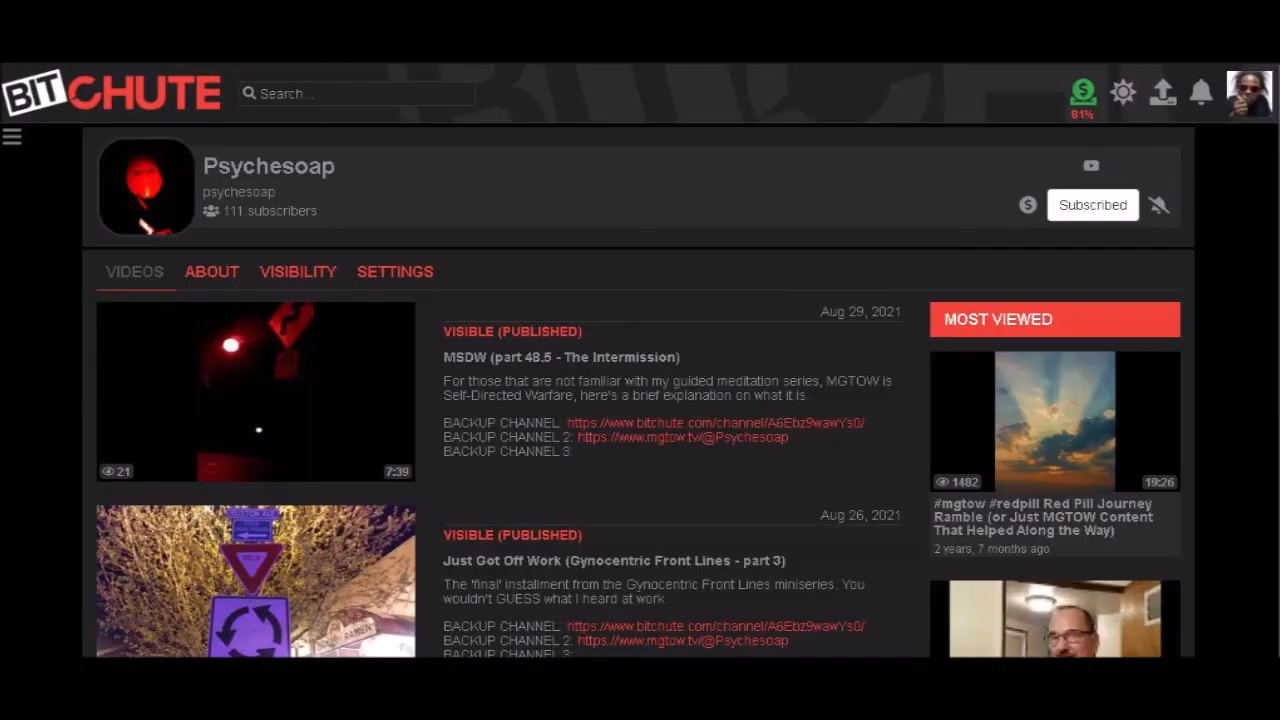 BITCHUTE
Search...
81%
Psychesoap
psychesoap
111 subscribers
Subscribed
VIDEOS ABOUT VISIBILITY SETTINGS
Aug 29, 2021
VISIBLE (PUBLISHED)
MSDW (part 48.5 - The Intermission)
For those that are not familiar with my guided meditation series, MGTOW is
Self-Directed Warfare, here's a brief explanation on what it is.
BACKUP CHANNEL: https://www.bitchute.com/channel/A6Ebz9wawYs0/
BACKUP CHANNEL 2: https://www.mgtow.tv/@Psychesoap
BACKUP CHANNEL 3:
21
7:39
Aug 26, 2021
VISIBLE (PUBLISHED)
Just Got Off Work (Gynocentric Front Lines - part 3)
The 'final' installment from the Gynocentric Front Lines miniseries. You
wouldn't GUESS what I heard at work.
BACKUP CHANNEL: https://www.bitchute.com/channel/A6Ebz9wawYs0/
BACKUP CHANNEL 2: https://www.mgtow.tv/@Psychesoap
BACKUP CHANNEL 3:
RAMEN
MOST VIEWED
1482
19:26
#mgtow #redpill Red Pill Journey
Ramble (or Just MGTOW Content
That Helped Along the Way)
2 years, 7 months ago